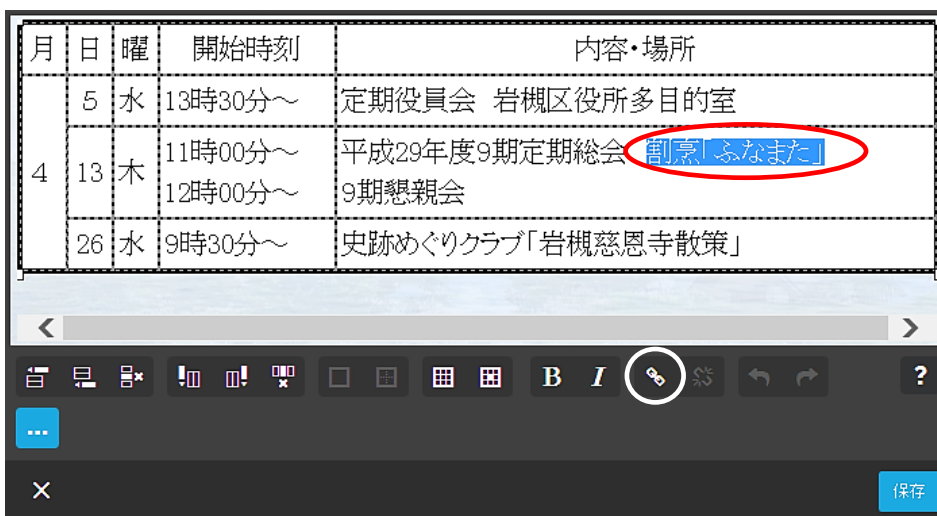 月 日 曜 開始時刻 内容・場所
5 水 13時30分～ 定期役員会 岩槻区役所多目的室
4 13 木 11時00分～ 平成29年度9期定期総会 割烹「ふなまた」
12時00分～ 9期懇親会
26 水 9時30分～ 史跡めぐりクラブ「岩槻慈恩寺散策」
B I ?
...
保存